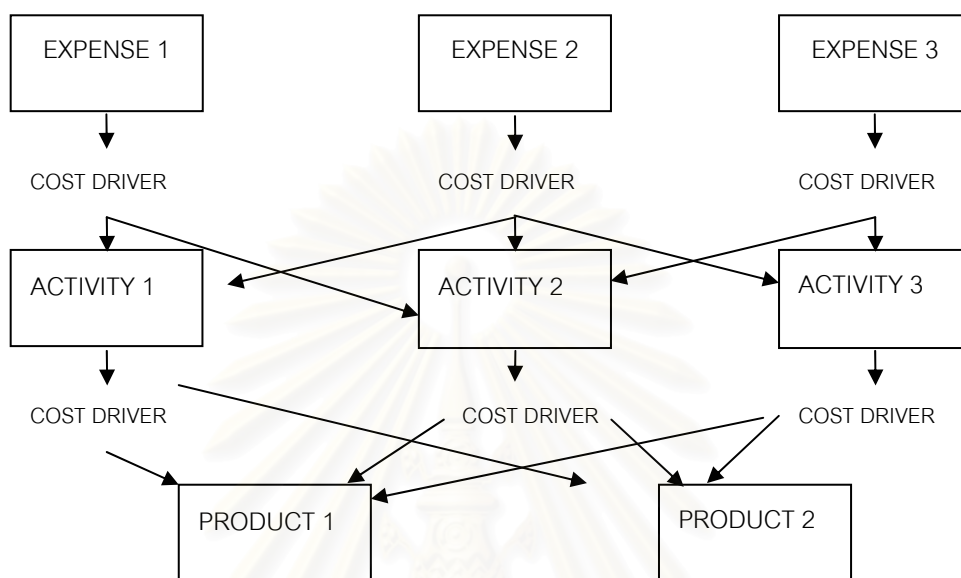 EXPENSE 1
EXPENSE 2
EXPENSE 3
COST DRIVER
COST DRIVER
COST DRIVER
ACTIVITY 1
ACTIVITY 2
ACTIVITY 3
COST DRIVER
COST DRIVER
COST DRIVER
PRODUCT 1
PRODUCT 2